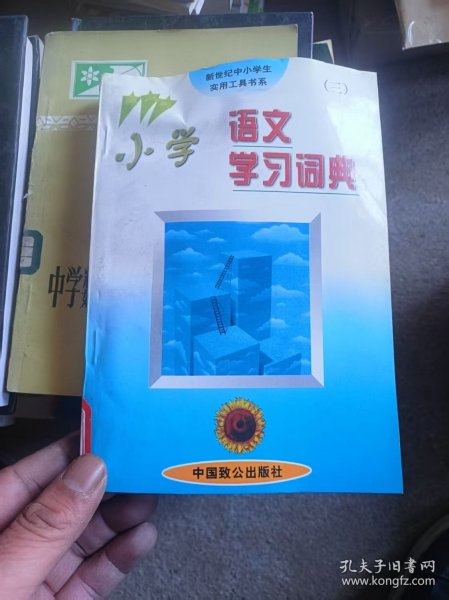 新世纪中小学生
实用工具书系
（三）
小学
语文
学习词典
中国致公出版社
中学
孔夫子旧书网
www.kongfz.com